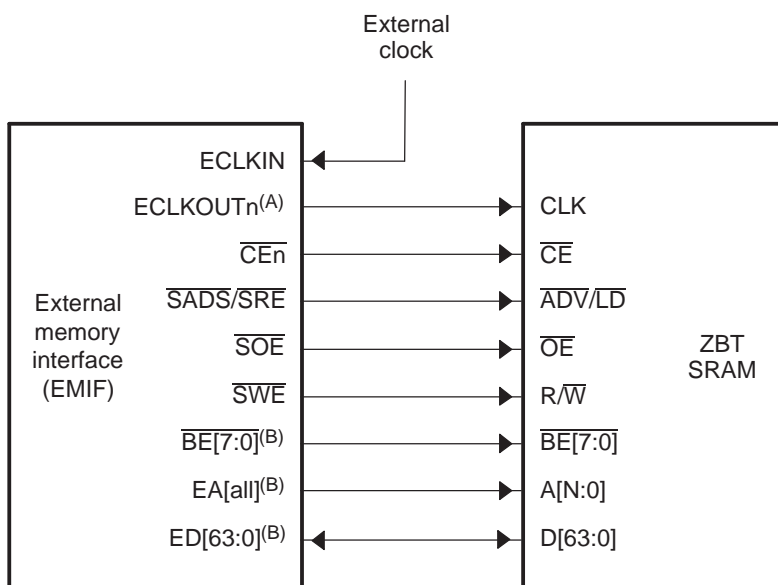 External
clock
ECLKIN
ECLKOUTn(A)
CLK
CEn
CE
External
memory
interface
(EMIF)
SADS/SRE
ADV/LD
SOE
OE
ZBT
SRAM
SWE
R/W
BE[7:0](B)
BE[7:0]
EA[all](B)
A[N:0]
ED[63:0](B)
D[63:0]